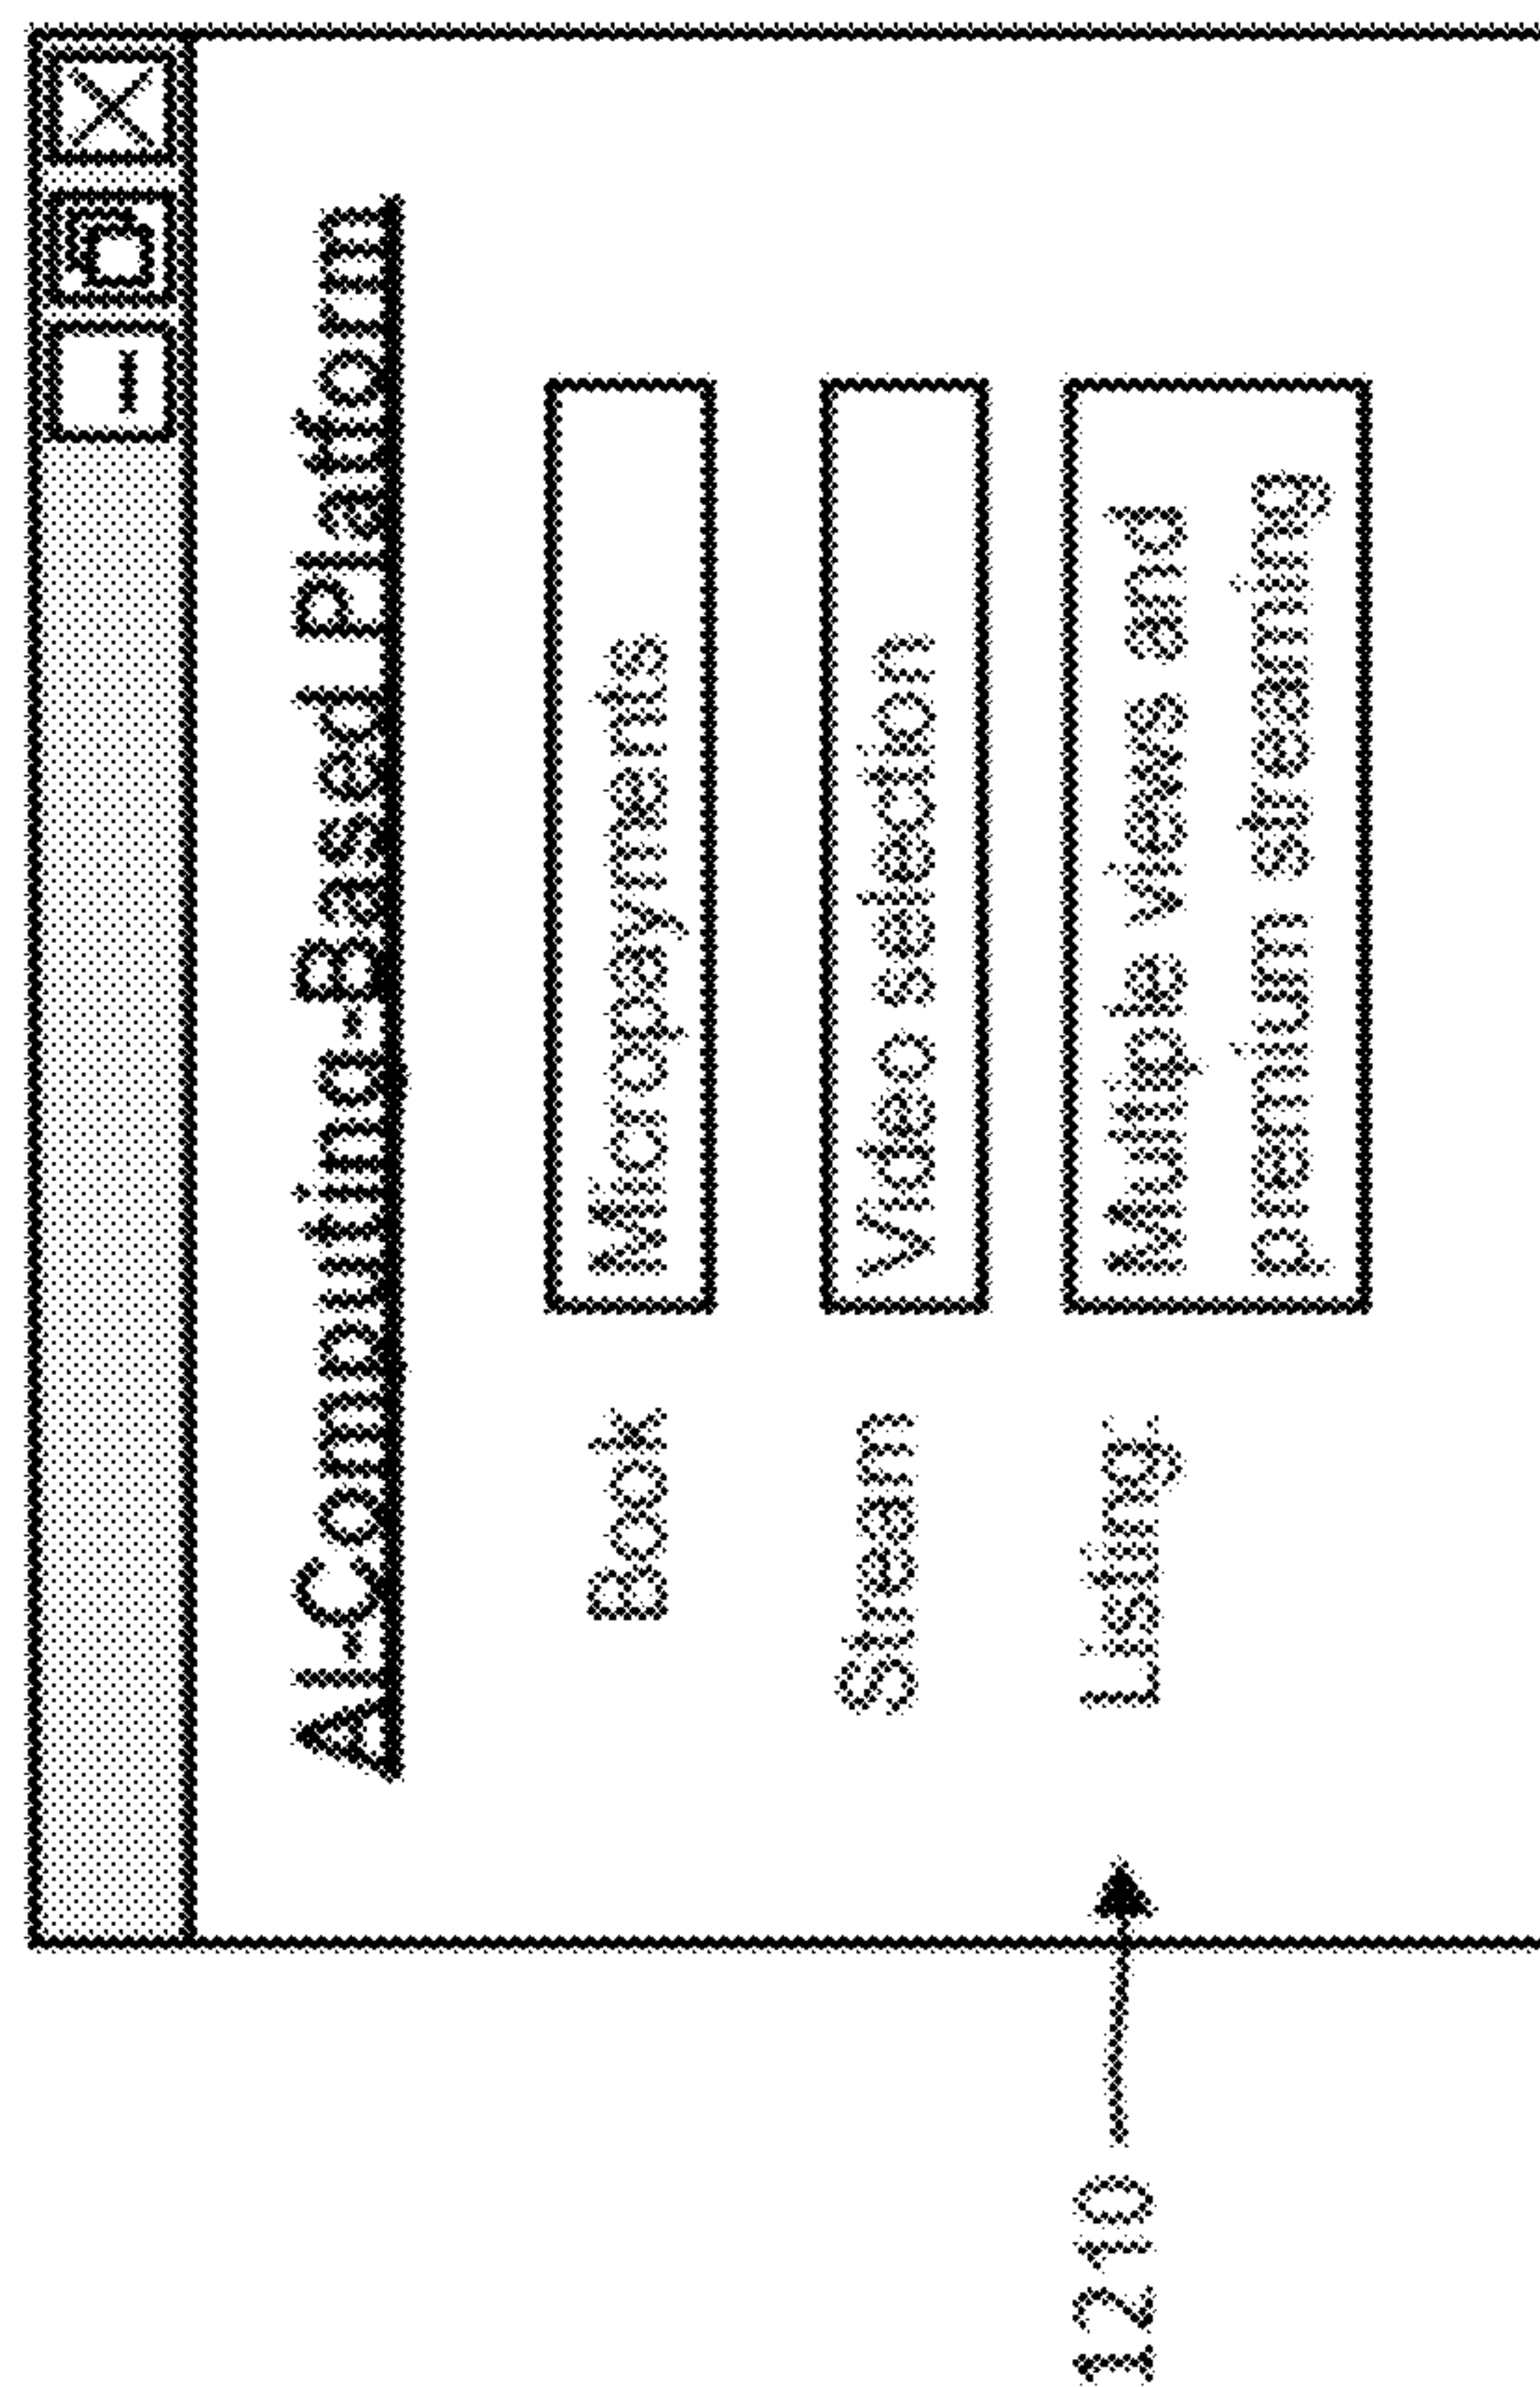 AI-Computing-Based Platform
Book
Micropayments
Stream
Video selection
Listing:
Multiple views and
premium streaming
1210